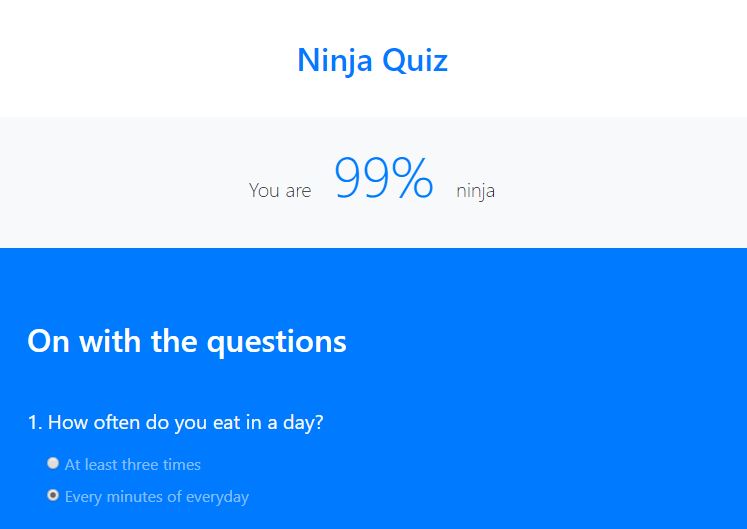 Ninja Quiz
You are 99% ninja
On with the questions
1. How often do you eat in a day?
At least three times
Every minutes of everyday